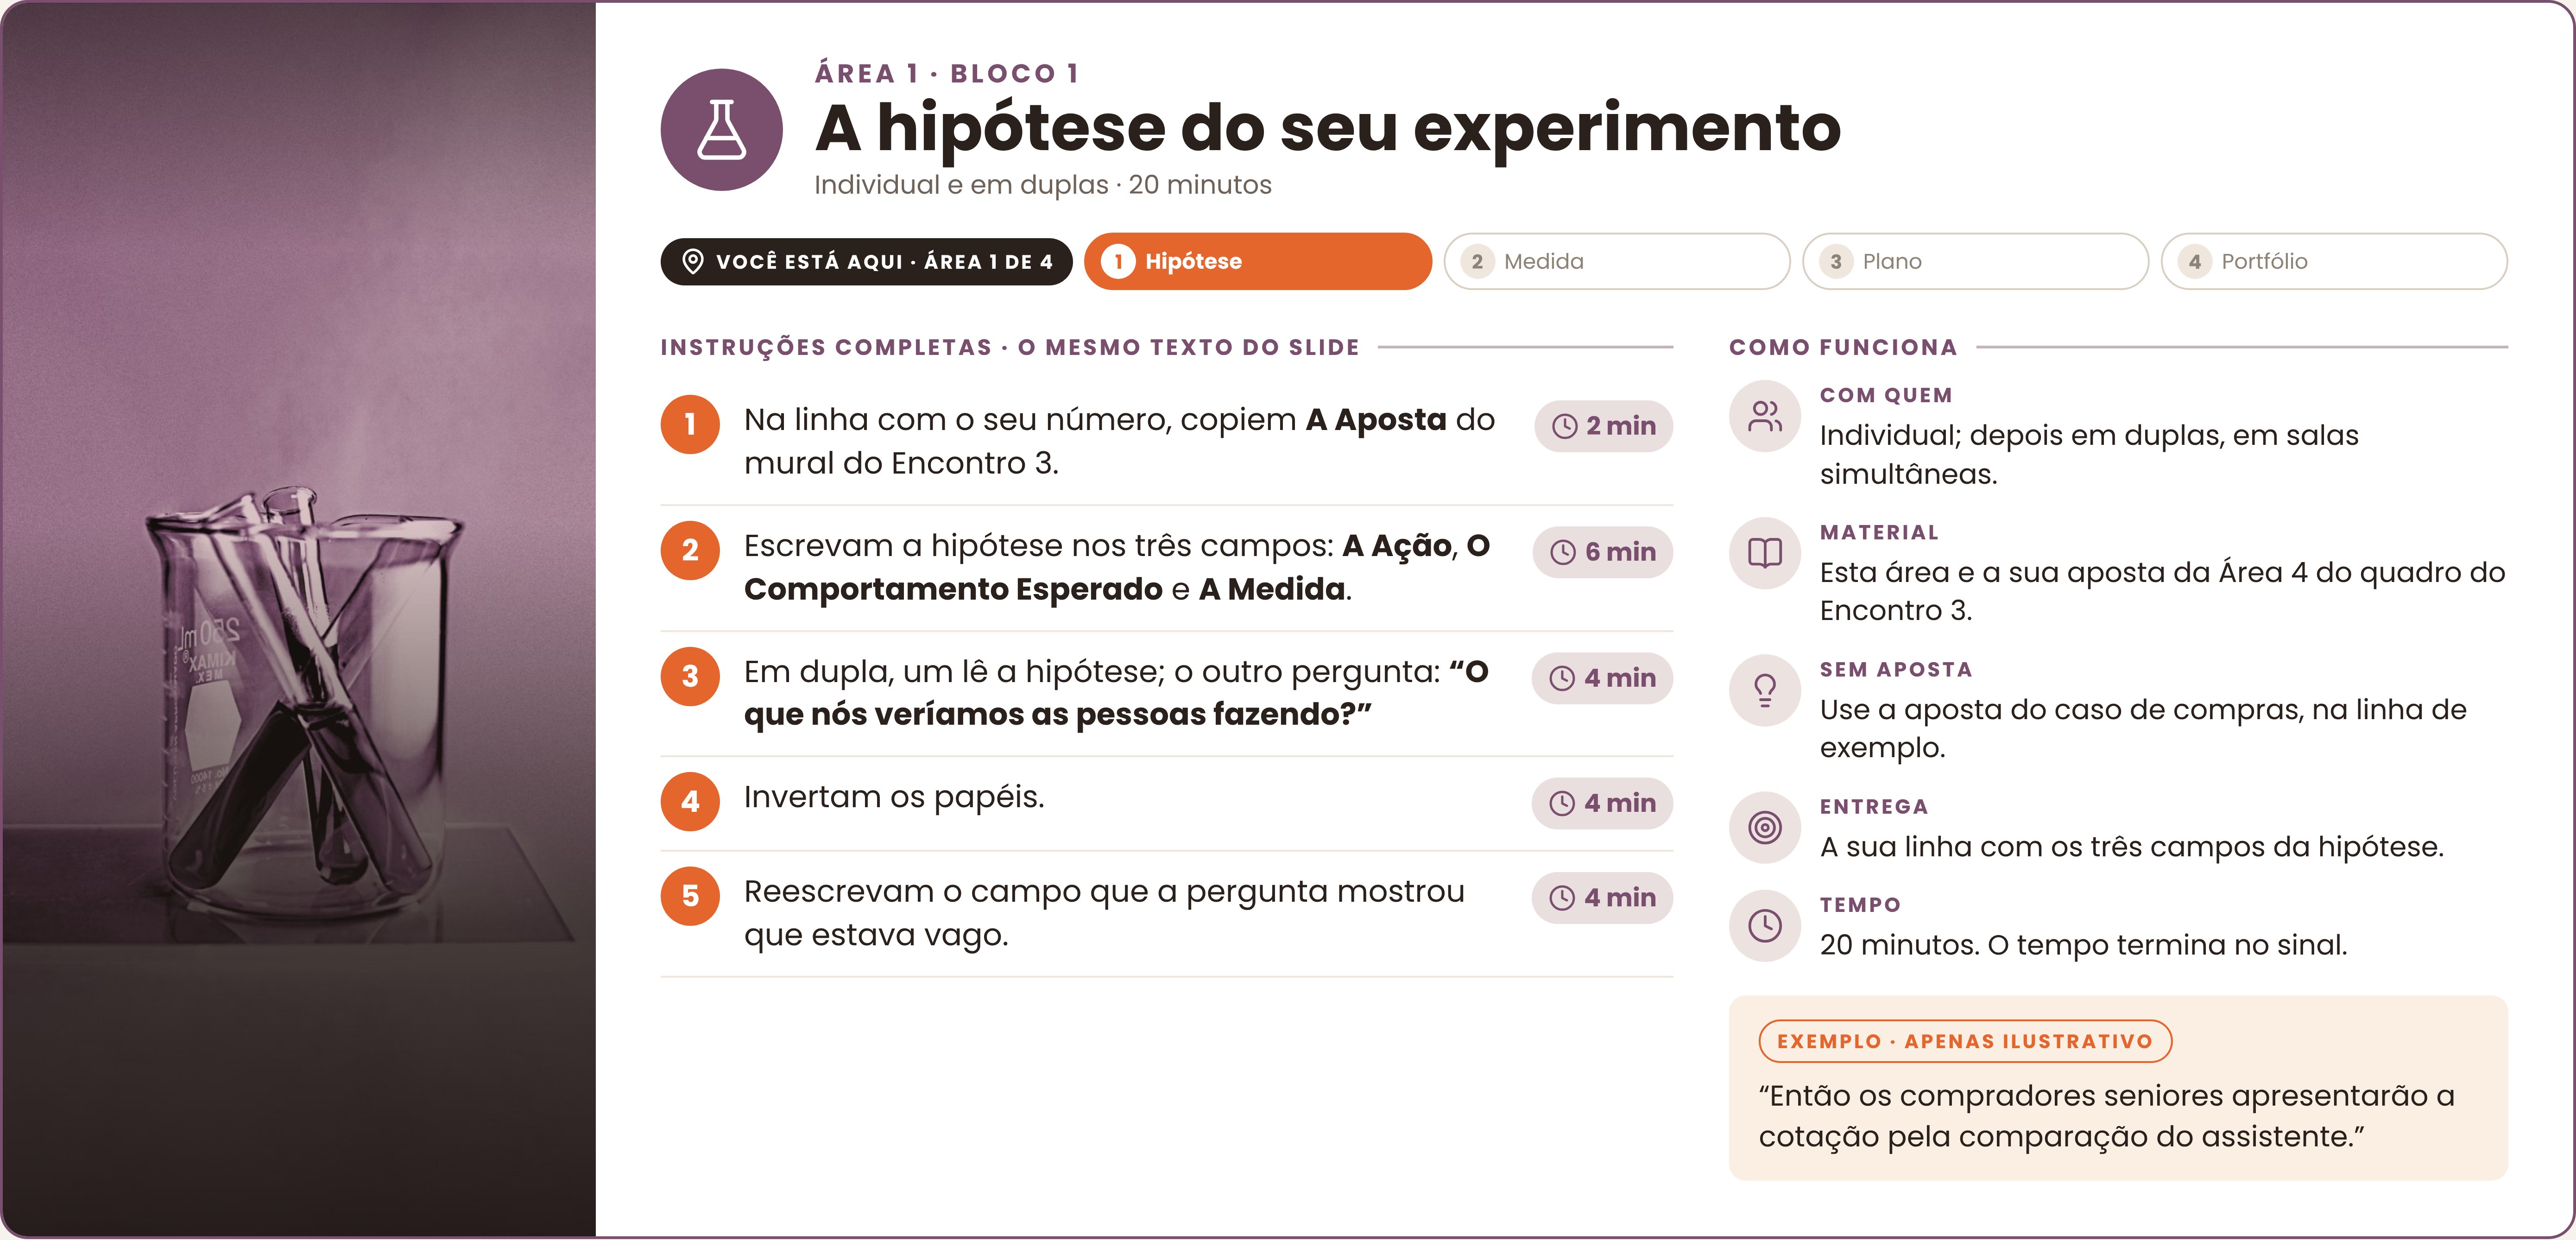 ÁREA 1 · BLOCO 1
A hipótese do seu experimento
Individual e em duplas · 20 minutos
VOCÊ ESTÁ AQUI · ÁREA 1 DE 4
1 Hipótese
2 Medida
3 Plano
4 Portfólio
INSTRUÇÕES COMPLETAS · O MESMO TEXTO DO SLIDE
1 Na linha com o seu número, copiem A Aposta do 2 min
mural do Encontro 3.
2 Escrevam a hipótese nos três campos: A Ação, O 6 min
Comportamento Esperado e A Medida.
3 Em dupla, um lê a hipótese; o outro pergunta: “O 4 min
que nós veríamos as pessoas fazendo?”
4 Invertam os papéis. 4 min
5 Reescrevam o campo que a pergunta mostrou 4 min
que estava vago.
COMO FUNCIONA
COM QUEM
Individual; depois em duplas, em salas
simultâneas.
MATERIAL
Esta área e a sua aposta da Área 4 do quadro do
Encontro 3.
SEM APOSTA
Use a aposta do caso de compras, na linha de
exemplo.
ENTREGA
A sua linha com os três campos da hipótese.
TEMPO
20 minutos. O tempo termina no sinal.
EXEMPLO · APENAS ILUSTRATIVO
“Então os compradores seniores apresentarão a
cotação pela comparação do assistente.”
250 ml
KIMAX®
MEX
No. 14000